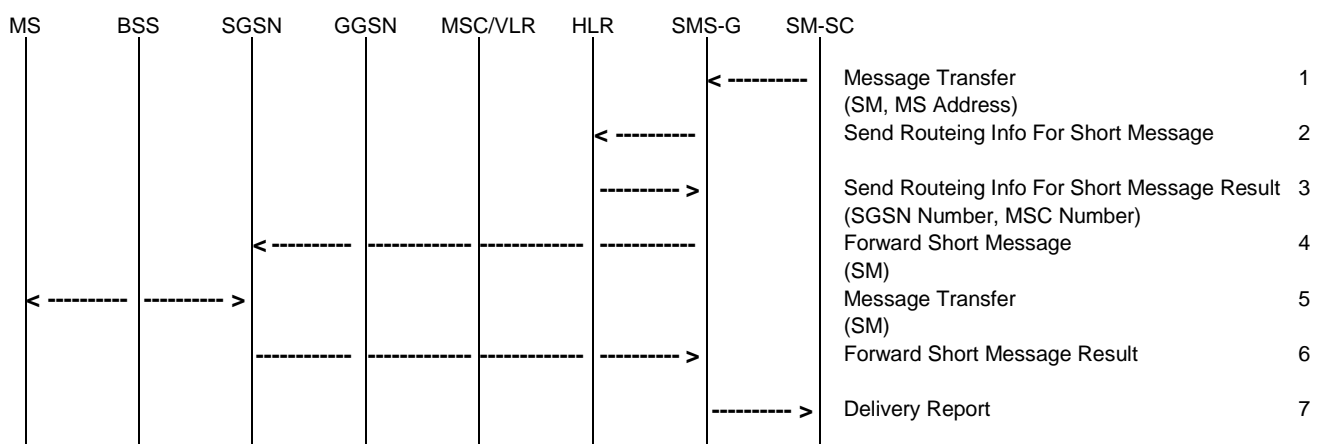 MS BSS SGSN GGSN MSC/VLR HLR SMS-G SM-SC
Message Transfer 1
(SM, MS Address)
Send Routeing Info For Short Message 2
Send Routeing Info For Short Message Result 3
(SGSN Number, MSC Number)
Forward Short Message 4
(SM)
Message Transfer 5
(SM)
Forward Short Message Result 6
Delivery Report 7